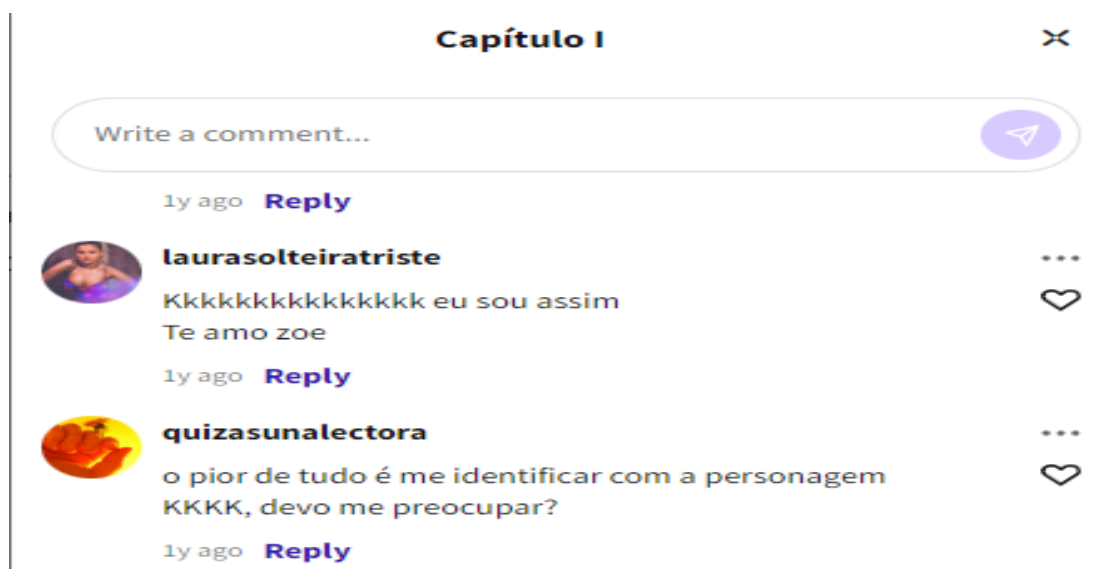 Capítulo I
Write a comment...
1y ago Reply
laurasolteiratriste
Kkkkkkkkkkkkkkkk eu sou assim
Te amo zoe
1y ago Reply
quizasunalectora
o pior de tudo é me identificar com a personagem
KKKK, devo me preocupar?
1y ago Reply